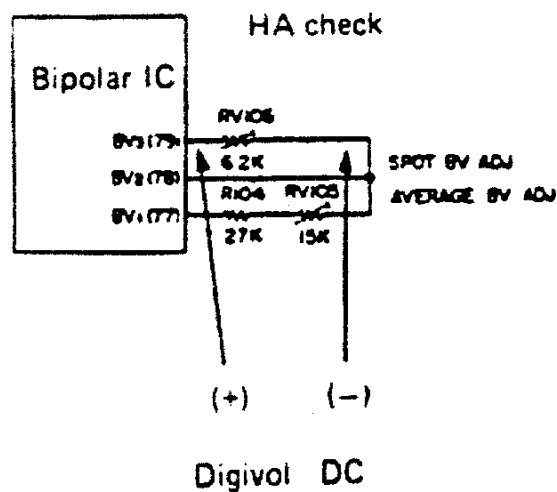 HA check
Bipolar IC
RV106
BV3 (79)
6.2K
SPOT BV ADJ
BV2 (78)
R104
RV105
AVERAGE BV ADJ
BV1 (77)
27K
15K
(+)
(−)
Digivol DC